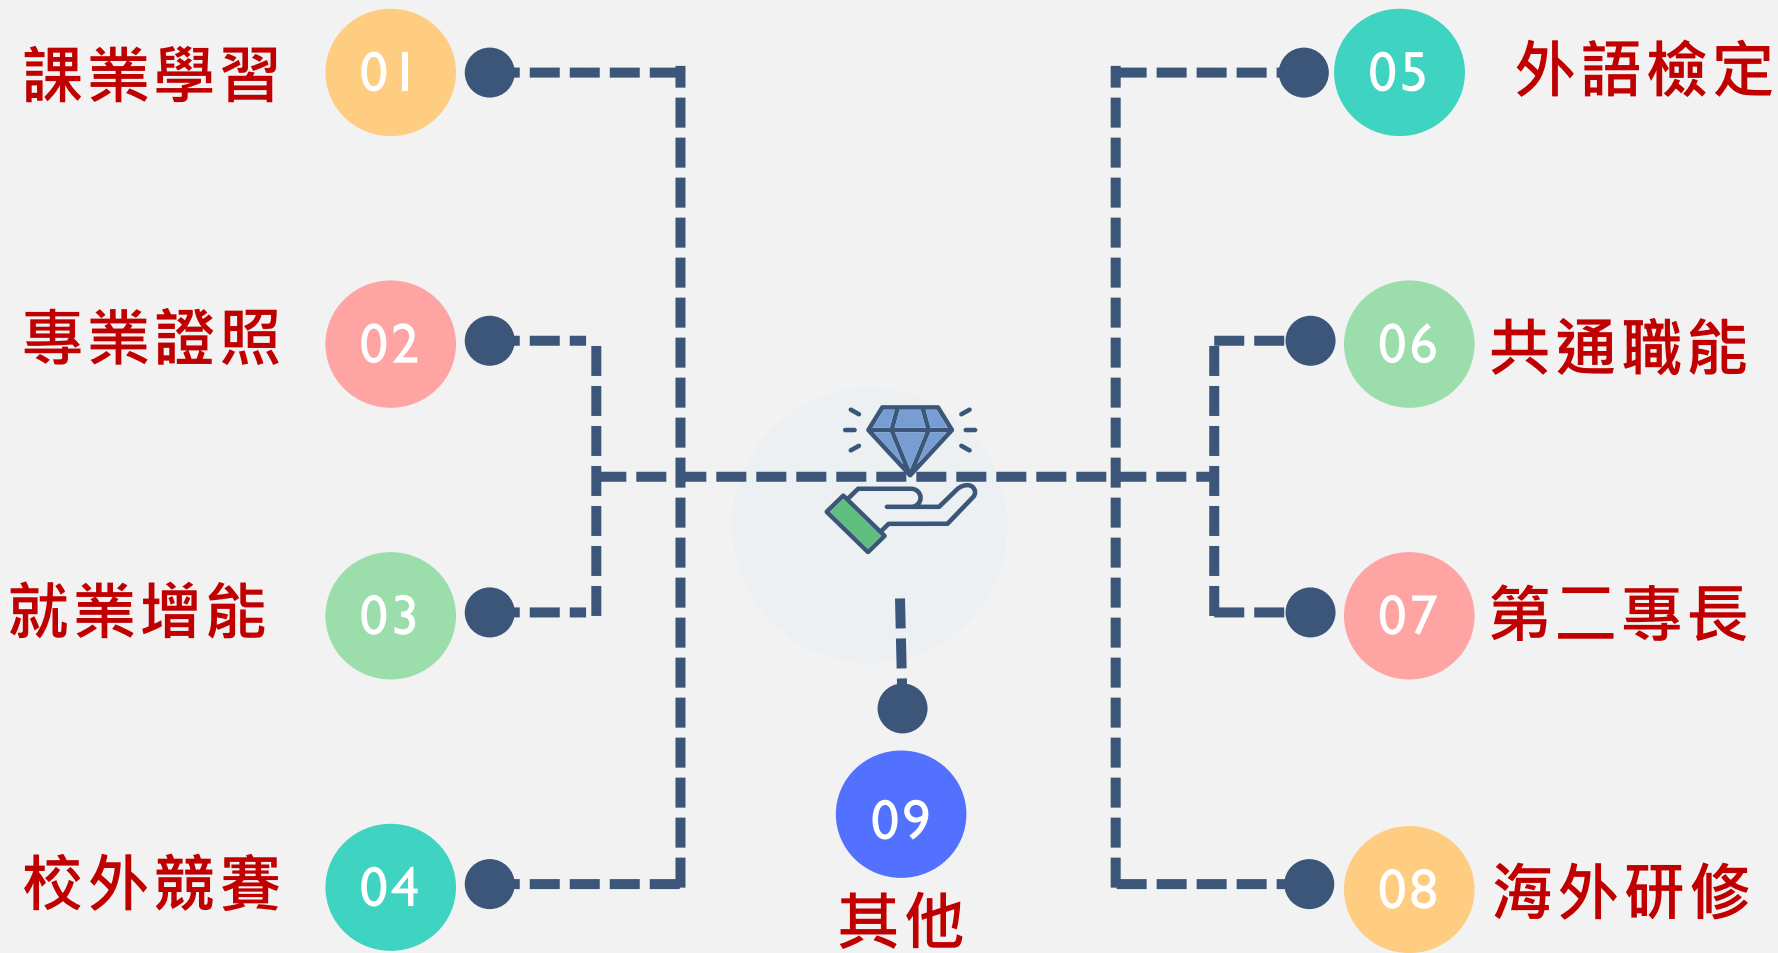 課業學習
01
專業證照
02
就業增能
03
校外競賽
04
05
外語檢定
06
共通職能
07
第二專長
08
海外研修
09
其他